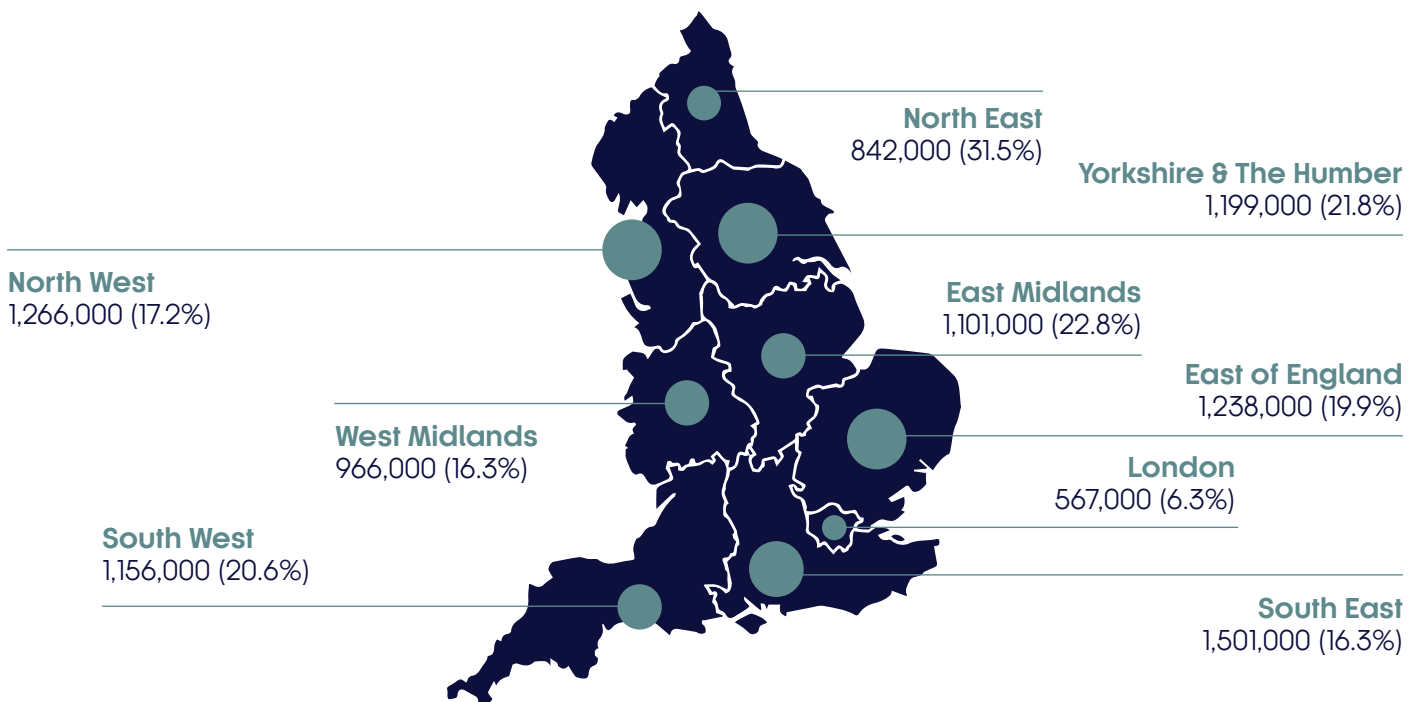 North East
842,000 (31.5%)
Yorkshire & The Humber
1,199,000 (21.8%)
North West
1,266,000 (17.2%)
East Midlands
1,101,000 (22.8%)
East of England
1,238,000 (19.9%)
West Midlands
966,000 (16.3%)
London
567,000 (6.3%)
South West
1,156,000 (20.6%)
South East
1,501,000 (16.3%)